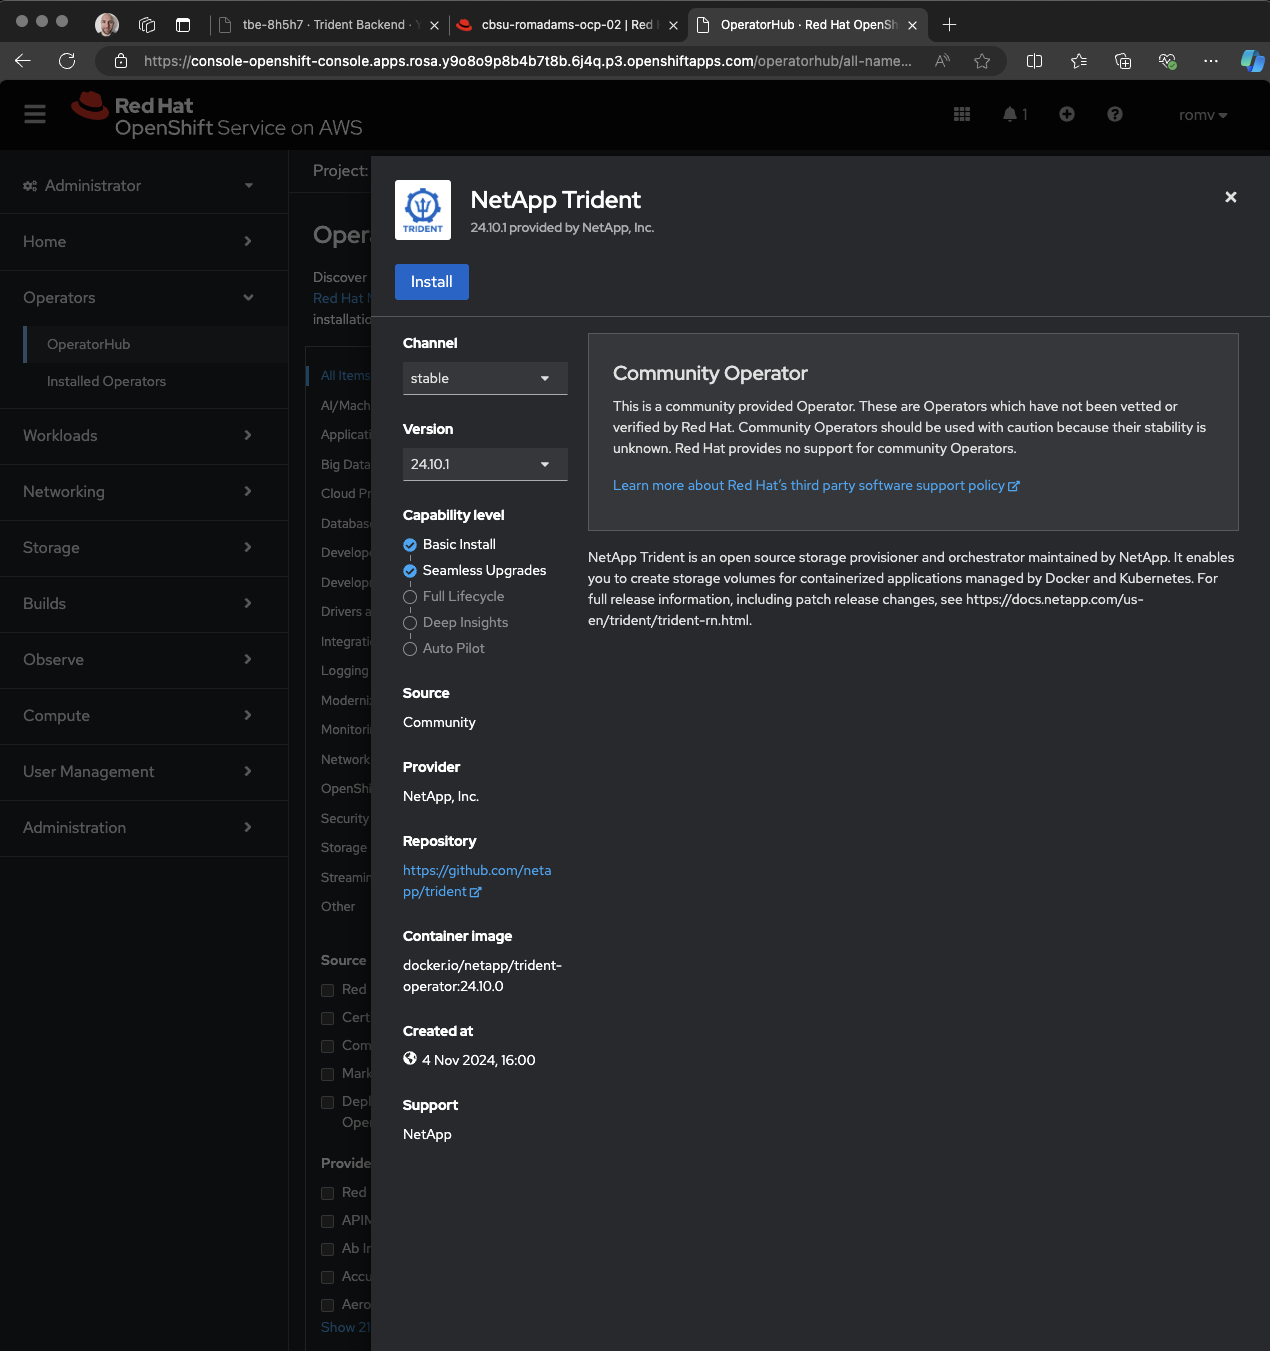 tbe-8h5h7 · Trident Backend ·
cbsu-romadams-ocp-02 | Red
OperatorHub · Red Hat OpenSh
https://console-openshift-console.apps.rosa.y9o8o9p8b4b7t8b.6j4q.p3.openshiftapps.com/operatorhub/all-name...
Red Hat
OpenShift Service on AWS
1
romv
Administrator
Home
Operators
OperatorHub
Installed Operators
Workloads
Networking
Storage
Builds
Observe
Compute
User Management
Administration
Project:
Oper
Discover
Red Hat
installatio
All Items
AI/Mach
Applicati
Big Data
Cloud Pr
Database
Develope
Developm
Drivers a
Integrati
Logging
Moderniz
Monitorin
Network
OpenShi
Security
Storage
Streamin
Other
Source
Red
Cert
Com
Mark
Depl
Ope
Provide
Red
APIM
Ab In
Accu
Aero
Show 21
TRIDENT
NetApp Trident
24.10.1 provided by NetApp, Inc.
Install
Channel
stable
Version
24.10.1
Capability level
Basic Install
Seamless Upgrades
Full Lifecycle
Deep Insights
Auto Pilot
Source
Community
Provider
NetApp, Inc.
Repository
https://github.com/neta
pp/trident
Container image
docker.io/netapp/trident-
operator:24.10.0
Created at
4 Nov 2024, 16:00
Support
NetApp
Community Operator
This is a community provided Operator. These are Operators which have not been vetted or
verified by Red Hat. Community Operators should be used with caution because their stability is
unknown. Red Hat provides no support for community Operators.
Learn more about Red Hat's third party software support policy
NetApp Trident is an open source storage provisioner and orchestrator maintained by NetApp. It enables
you to create storage volumes for containerized applications managed by Docker and Kubernetes. For
full release information, including patch release changes, see https://docs.netapp.com/us-
en/trident/trident-rn.html.